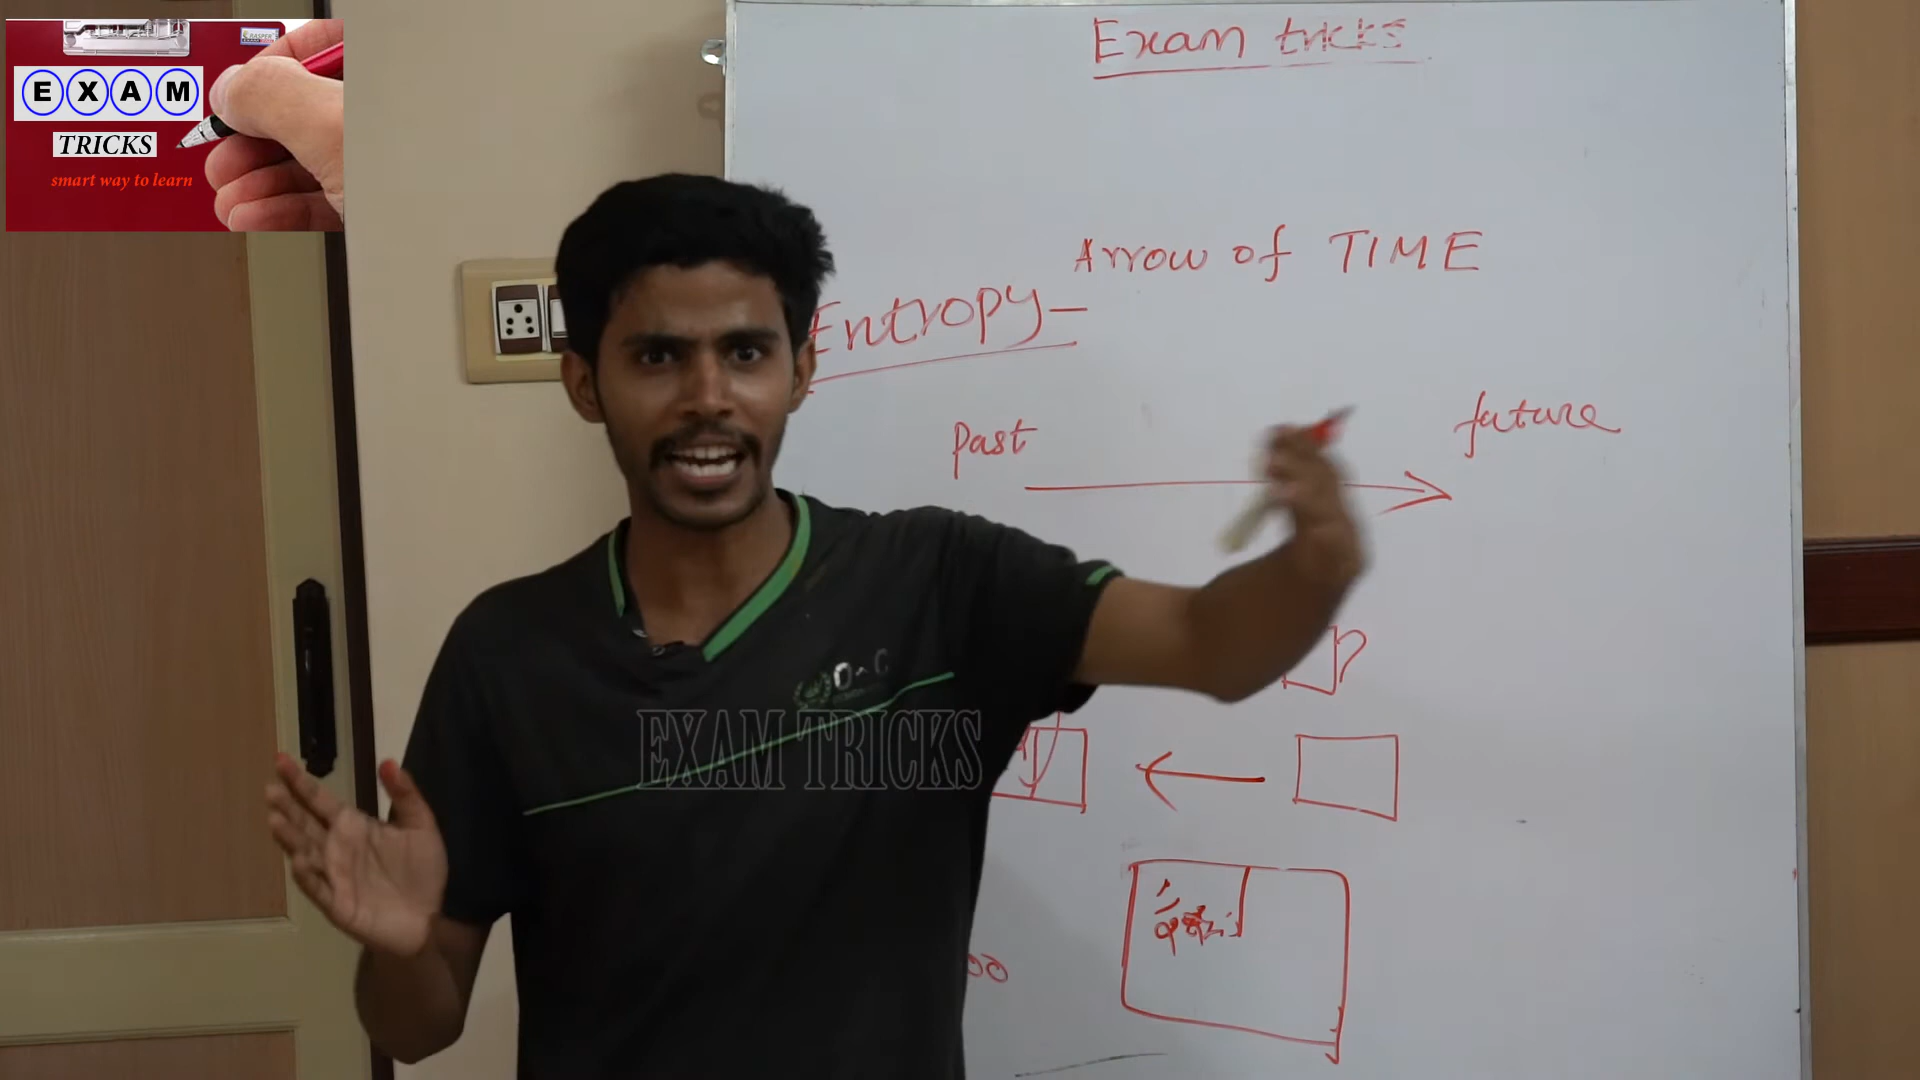 EXAM
TRICKS
smart way to learn
Exam tricks
Arrow of TIME
Entropy-
Past
future
?
EXAM TRICKS